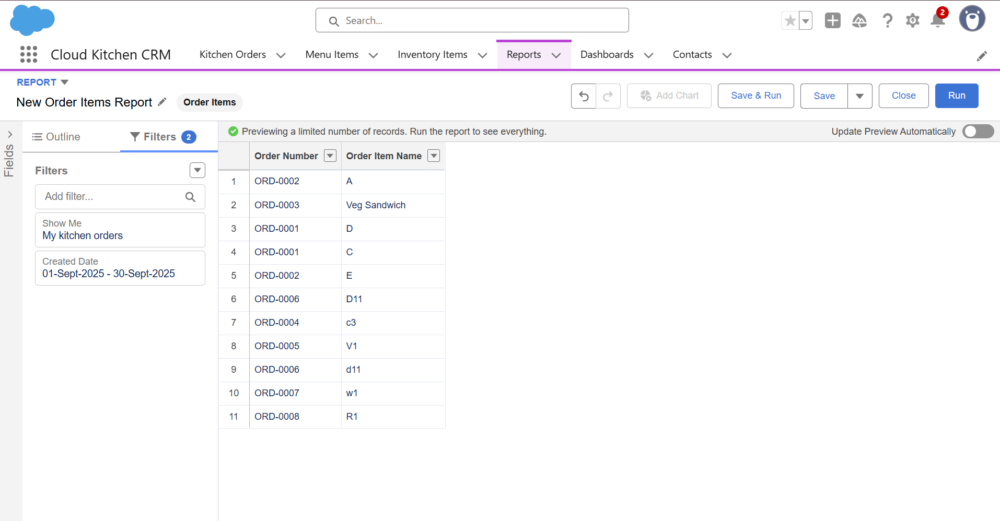 Search...
2
Cloud Kitchen CRM
Kitchen Orders
Menu Items
Inventory Items
Reports
Dashboards
Contacts
REPORT
New Order Items Report
Order Items
Add Chart
Save & Run
Save
Close
Run
Fields
Outline
Filters 2
Previewing a limited number of records. Run the report to see everything.
Update Preview Automatically
Filters
Add filter...
Show Me
My kitchen orders
Created Date
01-Sept-2025 - 30-Sept-2025
Order Number Order Item Name
1 ORD-0002 A
2 ORD-0003 Veg Sandwich
3 ORD-0001 D
4 ORD-0001 C
5 ORD-0002 E
6 ORD-0006 D11
7 ORD-0004 c3
8 ORD-0005 V1
9 ORD-0006 d11
10 ORD-0007 w1
11 ORD-0008 R1